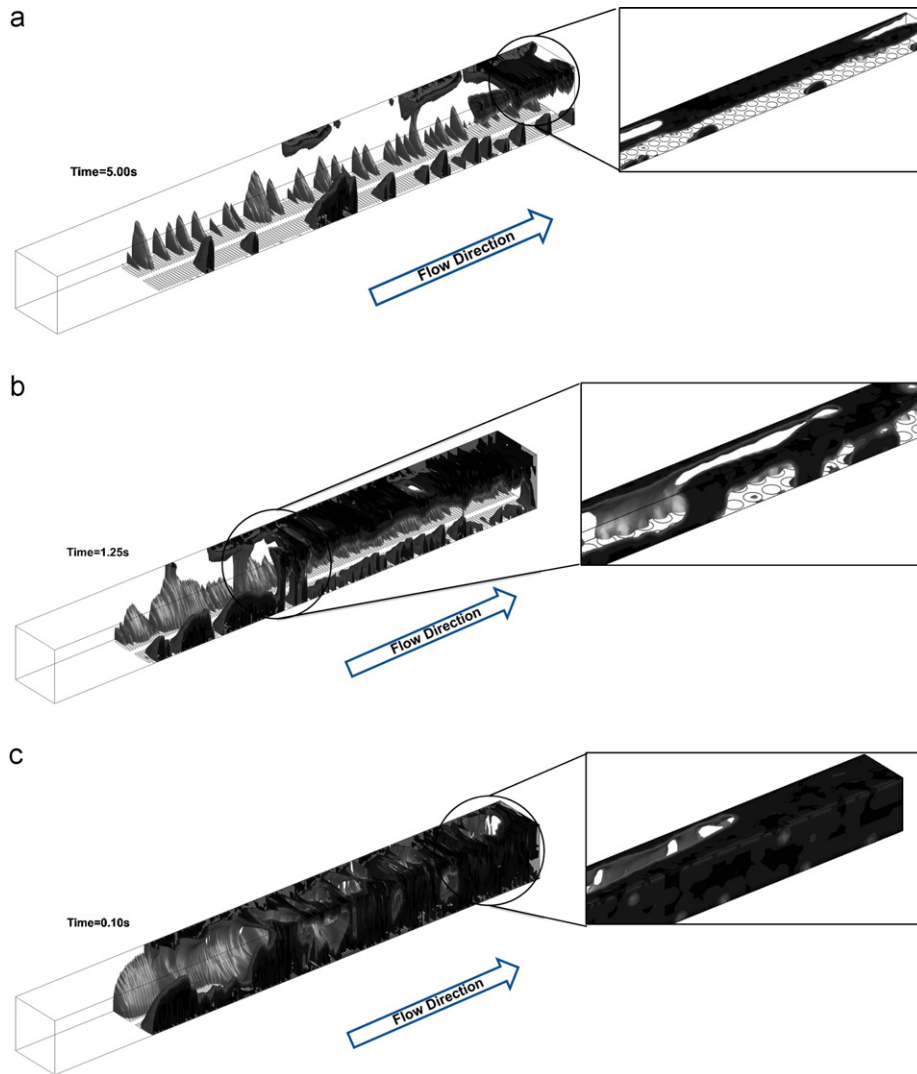 a
Time=5.00s
Flow Direction
b
Time=1.25s
Flow Direction
c
Time=0.10s
Flow Direction